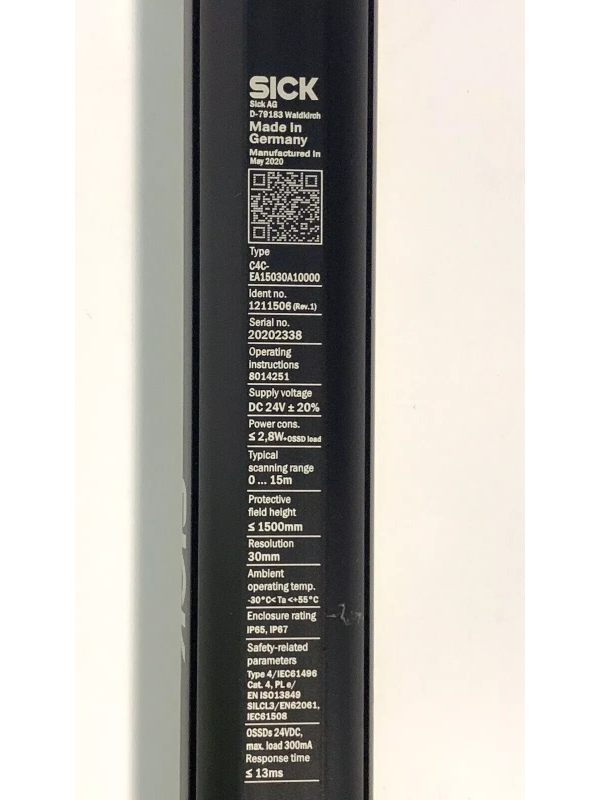 SICK
Sick AG
D-79183 Waldkirch
Made in
Germany
Manufactured in
May 2020
Type
C4C-
EA15030A10000
Ident no.
1211506 (Rev.1)
Serial no.
20202338
Operating
instructions
8014251
Supply voltage
DC 24V ± 20%
Power cons.
≤ 2,8W+OSSD load
Typical
scanning range
0 ... 15m
Protective
field height
≤ 1500mm
Resolution
30mm
Ambient
operating temp.
-30°C< Ta <+55°C
Enclosure rating
IP65, IP67
Safety-related
parameters
Type 4/IEC61496
Cat. 4, PL e/
EN ISO13849
SILCL3/EN62061,
IEC61508
OSSDs 24VDC,
max. load 300mA
Response time
≤ 13ms